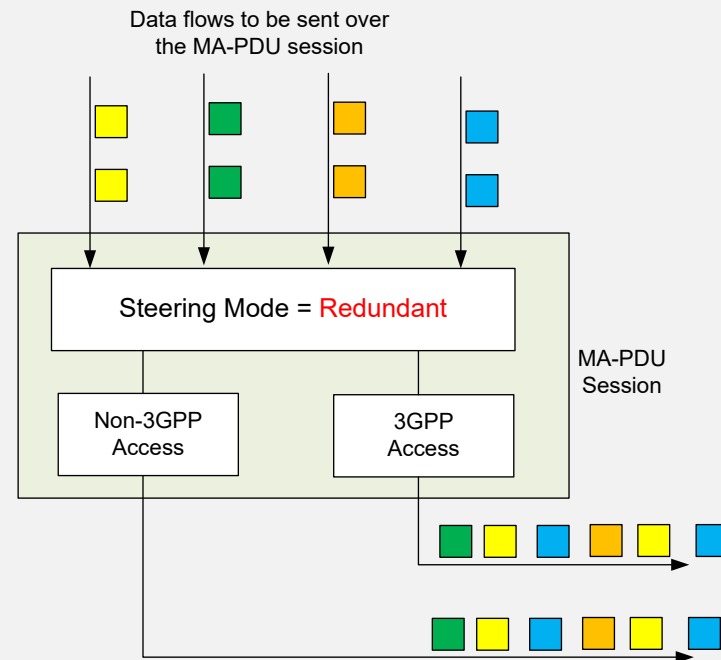 Data flows to be sent over
the MA-PDU session
Steering Mode = Redundant
MA-PDU
Session
Non-3GPP
Access
3GPP
Access